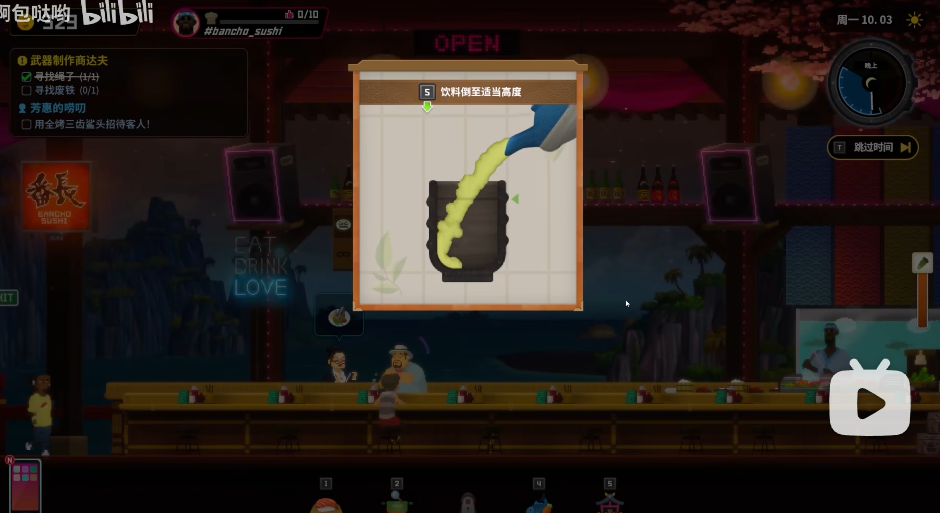 阿包哒哟 bilibili
323
0/10
#bancho_sushi
周一 10.03
OPEN
武器制作商达夫
寻找绳子 (1/1)
寻找废铁 (0/1)
芳惠的唠叨
用全烤三齿鲨头招待客人！
S 饮料倒至适当高度
晚上
T 跳过时间
番長
BANCHO
SUSHI
EAT
DRINK
LOVE
N
1
2
4
5